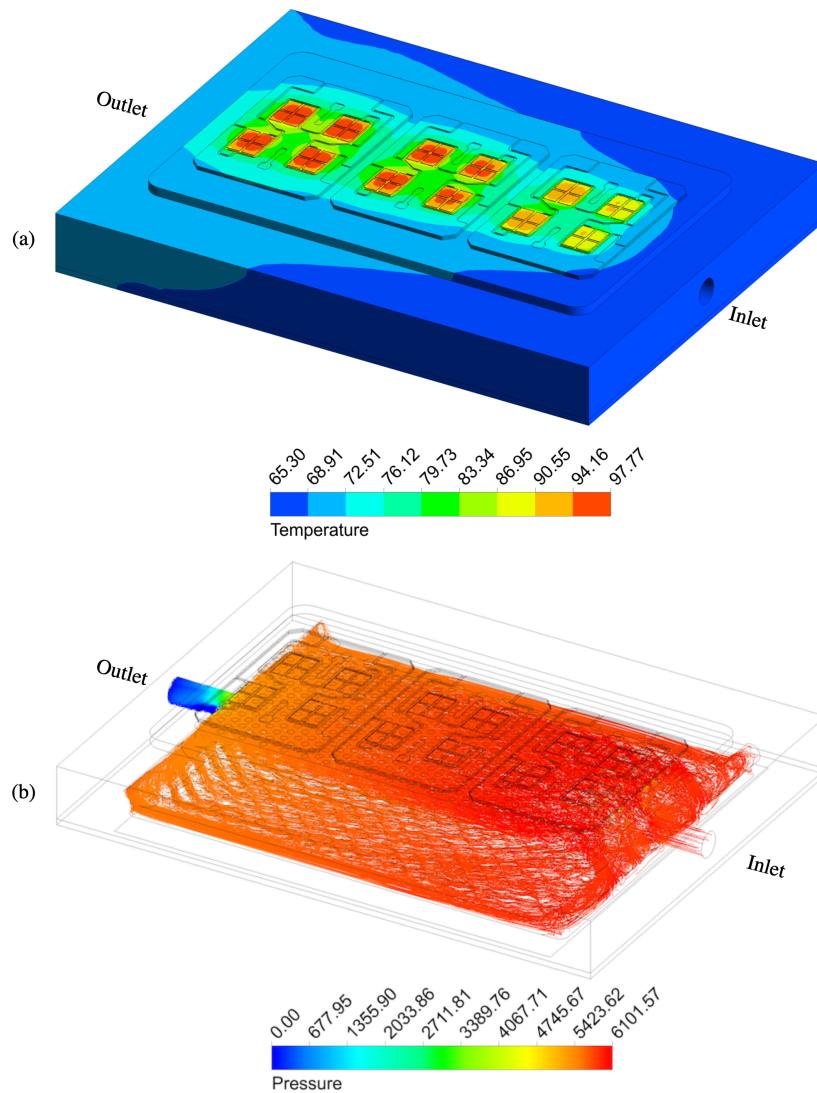 Outlet
(a)
Inlet
65.30 68.91 72.51 76.12 79.73 83.34 86.95 90.55 94.16 97.77
Temperature
Outlet
(b)
Inlet
0.00 677.95 1355.90 2033.86 2711.81 3389.76 4067.71 4745.67 5423.62 6101.57
Pressure